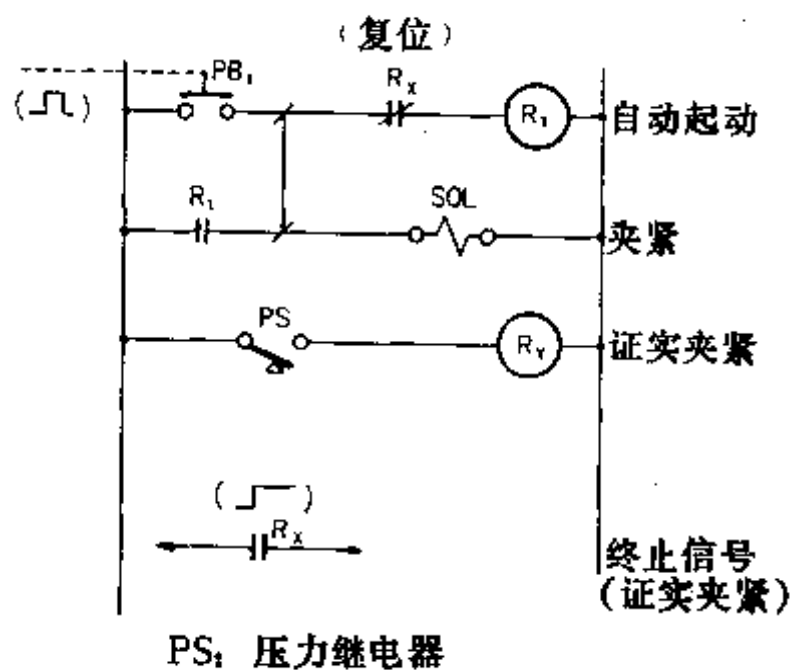 (复位)
PB₁
Rₓ
R₁
自动起动
R₁
SOL
夹紧
PS
Rᵧ
证实夹紧
Rₓ
终止信号
(证实夹紧)
PS: 压力继电器